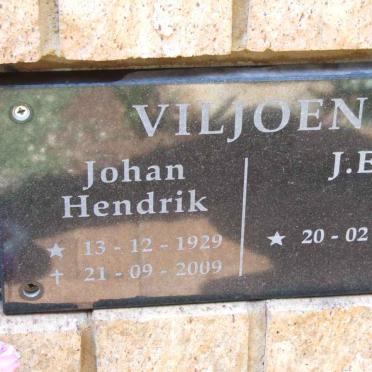 VILJOEN
Johan
Hendrik
★ 13 - 12 - 1929
✝ 21 - 09 - 2009
J.E
★ 20 - 02